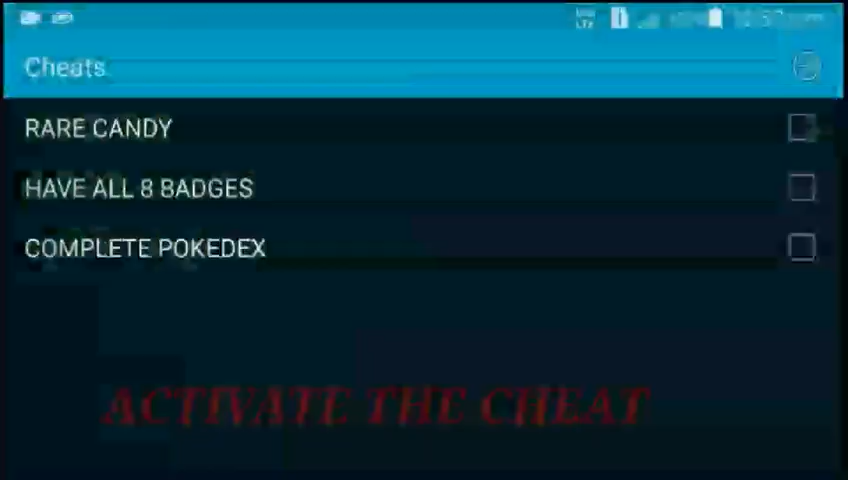 Cheats
RARE CANDY
HAVE ALL 8 BADGES
COMPLETE POKEDEX
ACTIVATE THE CHEAT